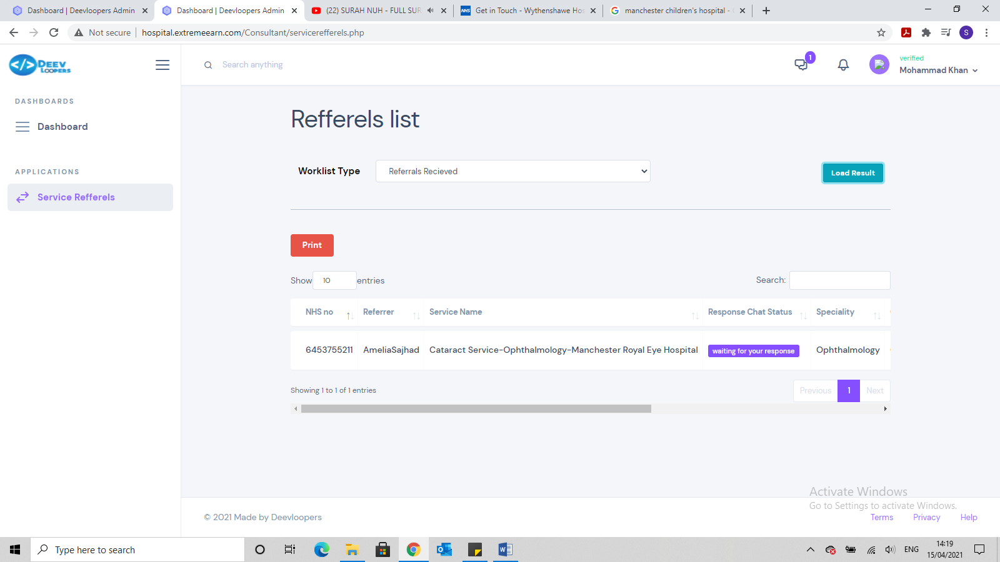 Dashboard | Deevloopers Admin
Dashboard | Deevloopers Admin
(22) SURAH NUH - FULL SUR
NHS
Get in Touch - Wythenshawe Hos
manchester children's hospital -
Not secure
hospital.extremeearn.com/Consultant/servicerefferels.php
S
DEEV
LOOPERS
Search anything
1
verified
Mohammad Khan
DASHBOARDS
Dashboard
APPLICATIONS
Service Refferels
Refferels list
Worklist Type
Referrals Recieved
Load Result
Print
Show 10 entries
Search:
NHS no Referrer Service Name Response Chat Status Speciality
6453755211 AmeliaSajhad Cataract Service-Ophthalmology-Manchester Royal Eye Hospital waiting for your response Ophthalmology
Showing 1 to 1 of 1 entries
Previous 1 Next
Activate Windows
Go to Settings to activate Windows.
© 2021 Made by Deevloopers
Terms Privacy Help
Type here to search
ENG
14:19
15/04/2021